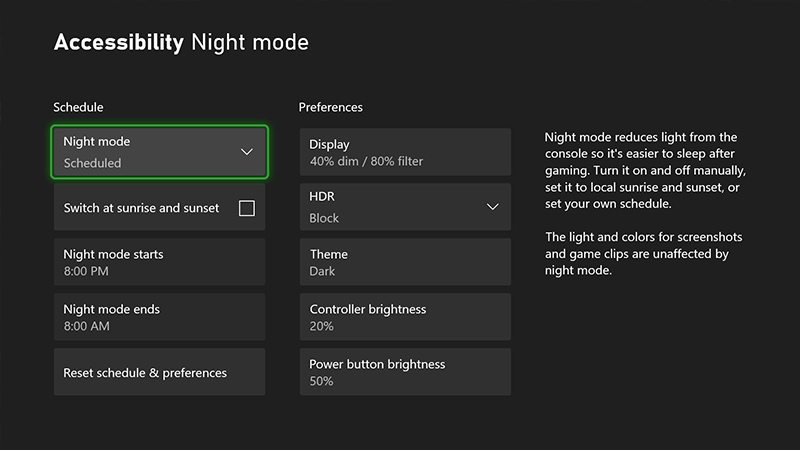 Accessibility Night mode
Schedule
Night mode
Scheduled
Switch at sunrise and sunset
Night mode starts
8:00 PM
Night mode ends
8:00 AM
Reset schedule & preferences
Preferences
Display
40% dim / 80% filter
HDR
Block
Theme
Dark
Controller brightness
20%
Power button brightness
50%
Night mode reduces light from the
console so it's easier to sleep after
gaming. Turn it on and off manually,
set it to local sunrise and sunset, or
set your own schedule.
The light and colors for screenshots
and game clips are unaffected by
night mode.